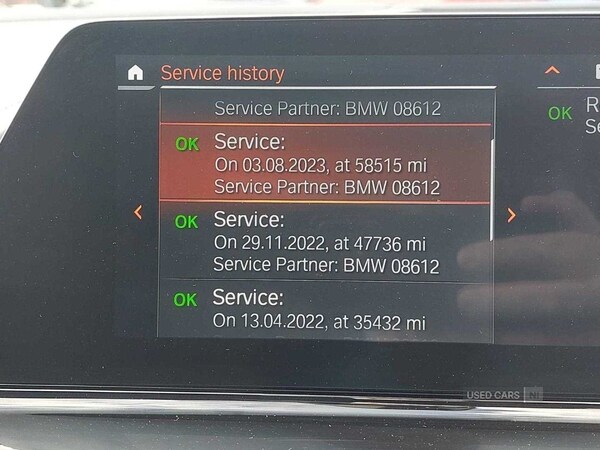 Service history
Service Partner: BMW 08612
OK Service:
On 03.08.2023, at 58515 mi
Service Partner: BMW 08612
OK Service:
On 29.11.2022, at 47736 mi
Service Partner: BMW 08612
OK Service:
On 13.04.2022, at 35432 mi
OK
USED CARS NI